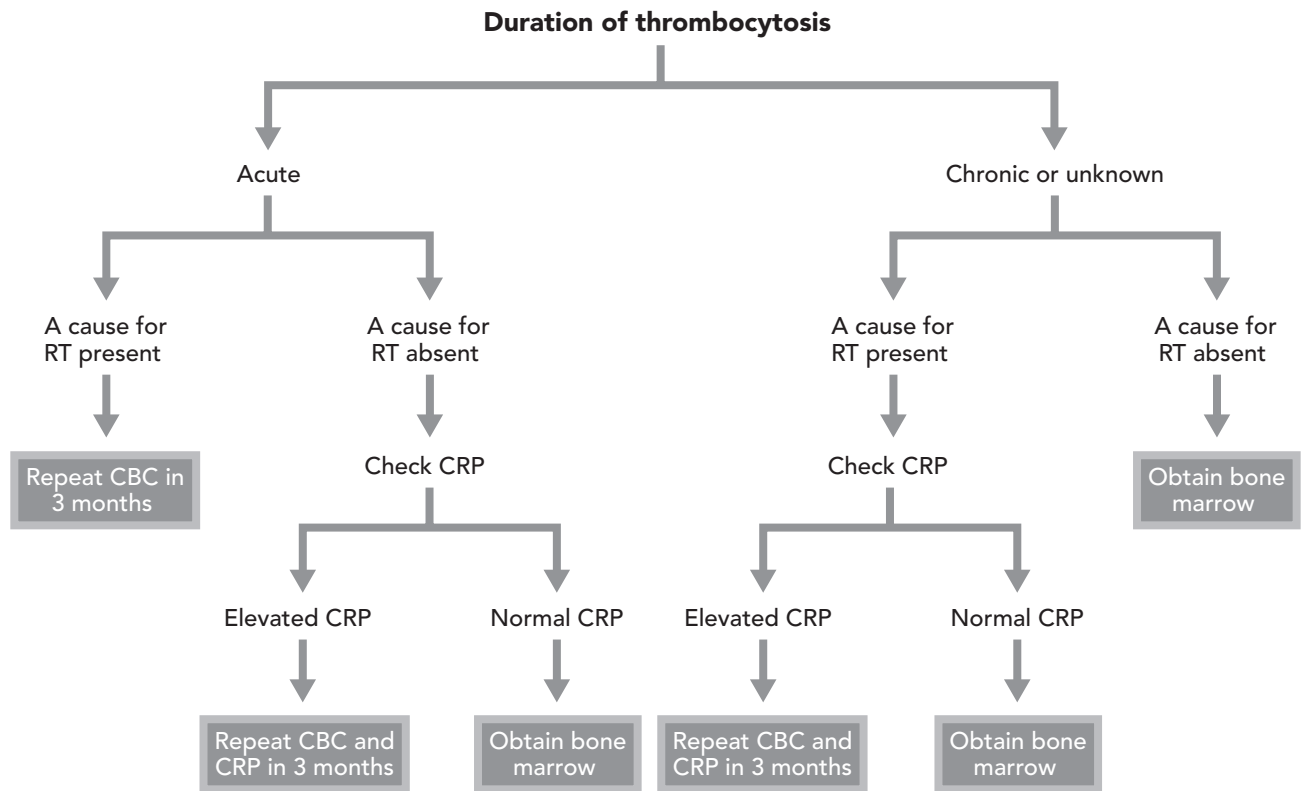 Duration of thrombocytosis
Acute
Chronic or unknown
A cause for
RT present
A cause for
RT absent
A cause for
RT present
A cause for
RT absent
Repeat CBC in
3 months
Check CRP
Check CRP
Obtain bone
marrow
Elevated CRP
Normal CRP
Elevated CRP
Normal CRP
Repeat CBC and
CRP in 3 months
Obtain bone
marrow
Repeat CBC and
CRP in 3 months
Obtain bone
marrow